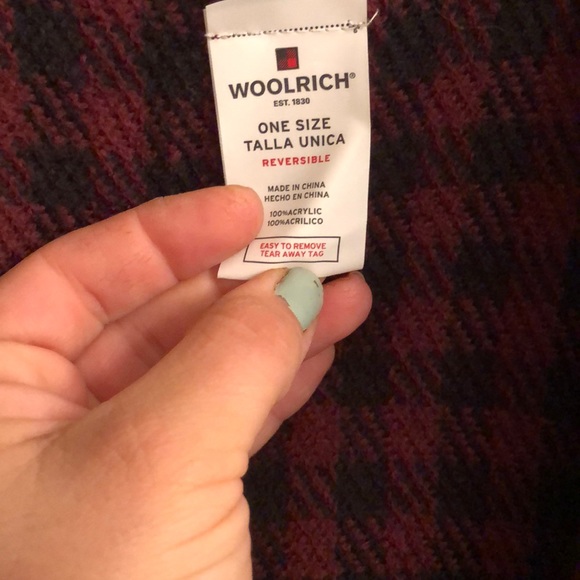 WOOLRICH®
EST. 1830
ONE SIZE
TALLA UNICA
REVERSIBLE
MADE IN CHINA
HECHO EN CHINA
100%ACRYLIC
100%ACRILICO
EASY TO REMOVE
TEAR AWAY TAG